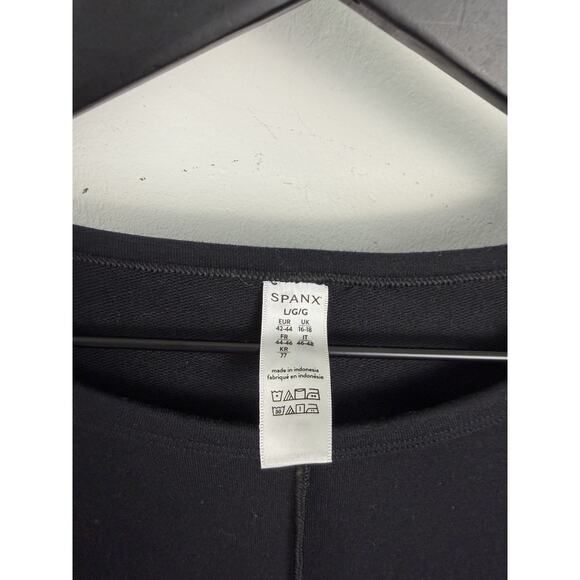 SPANX
L/G/G
EUR UK
42-44 16-18
FR IT
44-46 46-48
KR
77
made in indonesia
fabriqué en indonésie
30